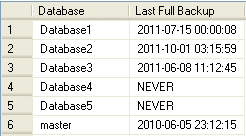 Database Last Full Backup
1 Database1 2011-07-15 00:00:08
2 Database2 2011-10-01 03:15:59
3 Database3 2011-06-08 11:12:45
4 Database4 NEVER
5 Database5 NEVER
6 master 2010-06-05 23:12:15